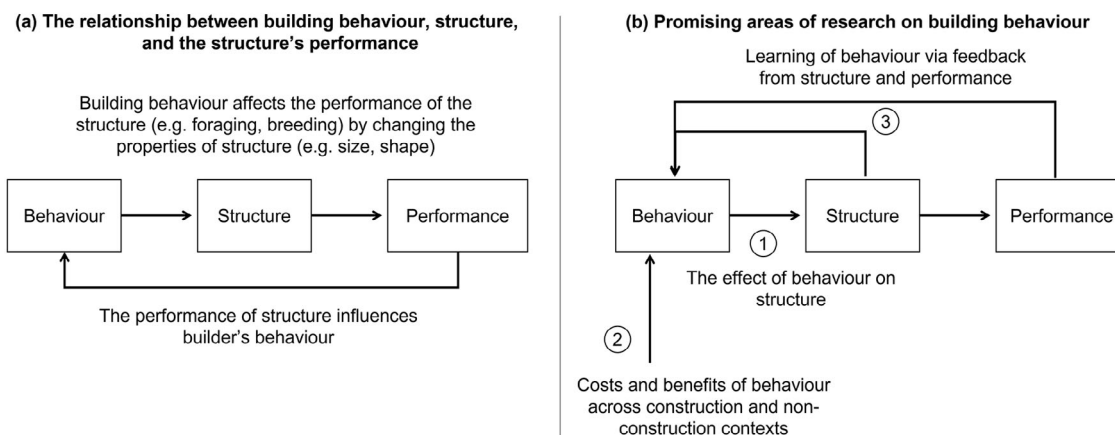 (a) The relationship between building behaviour, structure,
and the structure's performance
Building behaviour affects the performance of the
structure (e.g. foraging, breeding) by changing the
properties of structure (e.g. size, shape)
Behaviour
Structure
Performance
The performance of structure influences
builder's behaviour
(b) Promising areas of research on building behaviour
Learning of behaviour via feedback
from structure and performance
3
Behaviour
Structure
Performance
1
The effect of behaviour on
structure
2
Costs and benefits of behaviour
across construction and non-
construction contexts